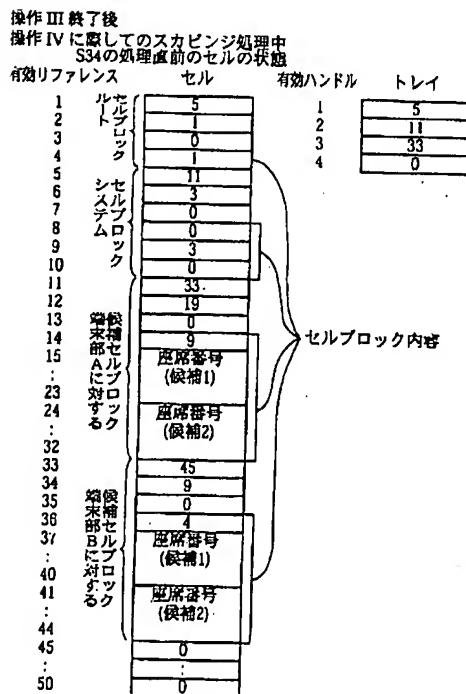 操作 III 終了後
操作 IV に際してのスカビンジ処理中
S34の処理直前のセルの状態
有効リファレンス セル 有効ハンドル トレイ
1 5 1 5
2 1 2 11
3 0 3 33
4 1 4 0
セルブロック
ルート
5 11
6 3
7 0
8 0
9 3
10 0
セルブロック
システム
11 33
12 19
13 0
14 9
15 座席番号
(候補1)
:
23
24 座席番号
(候補2)
:
32
候補セルブロック
端末部Aに対する
セルブロック内容
33 45
34 9
35 0
36 4
37 座席番号
(候補1)
:
40
41 座席番号
(候補2)
:
44
候補セルブロック
端末部Bに対する
45 0
: :
50 0